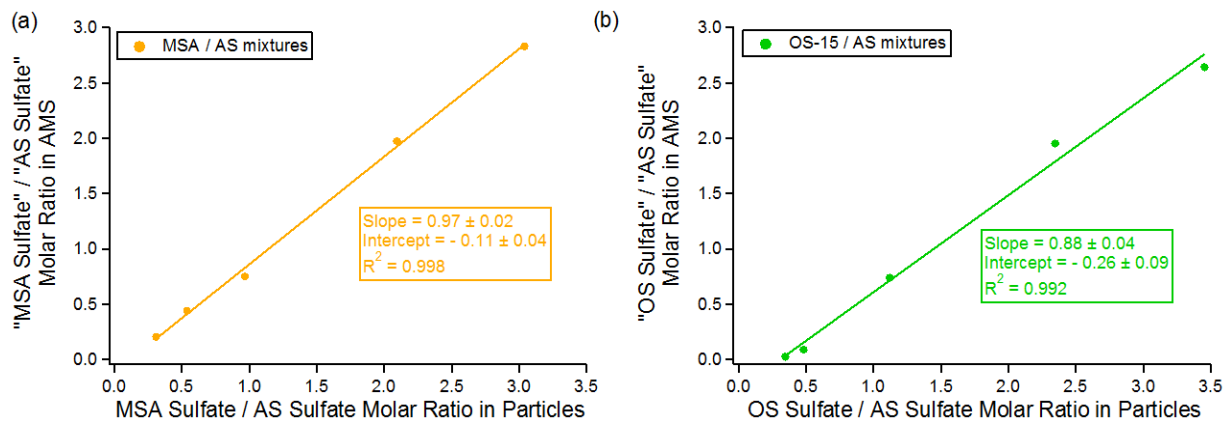 (a)
MSA / AS mixtures
"MSA Sulfate" / "AS Sulfate"
Molar Ratio in AMS
3.0
2.5
2.0
1.5
1.0
0.5
0.0
Slope = 0.97 ± 0.02
Intercept = - 0.11 ± 0.04
R² = 0.998
0.0 0.5 1.0 1.5 2.0 2.5 3.0 3.5
MSA Sulfate / AS Sulfate Molar Ratio in Particles
(b)
OS-15 / AS mixtures
"OS Sulfate" / "AS Sulfate"
Molar Ratio in AMS
3.0
2.5
2.0
1.5
1.0
0.5
0.0
Slope = 0.88 ± 0.04
Intercept = - 0.26 ± 0.09
R² = 0.992
0.0 0.5 1.0 1.5 2.0 2.5 3.0 3.5
OS Sulfate / AS Sulfate Molar Ratio in Particles